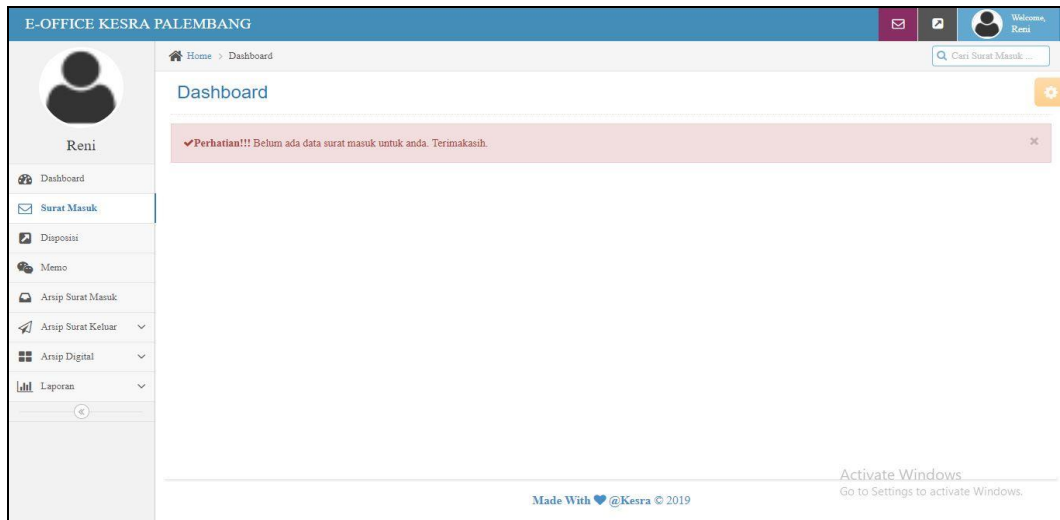 E-OFFICE KESRA PALEMBANG
Welcome,
Reni
Home > Dashboard
Cari Surat Masuk ...
Dashboard
Reni
✔Perhatian!!! Belum ada data surat masuk untuk anda. Terimakasih.
Dashboard
Surat Masuk
Disposisi
Memo
Arsip Surat Masuk
Arsip Surat Keluar
Arsip Digital
Laporan
Activate Windows
Go to Settings to activate Windows.
Made With ♥ @Kesra © 2019